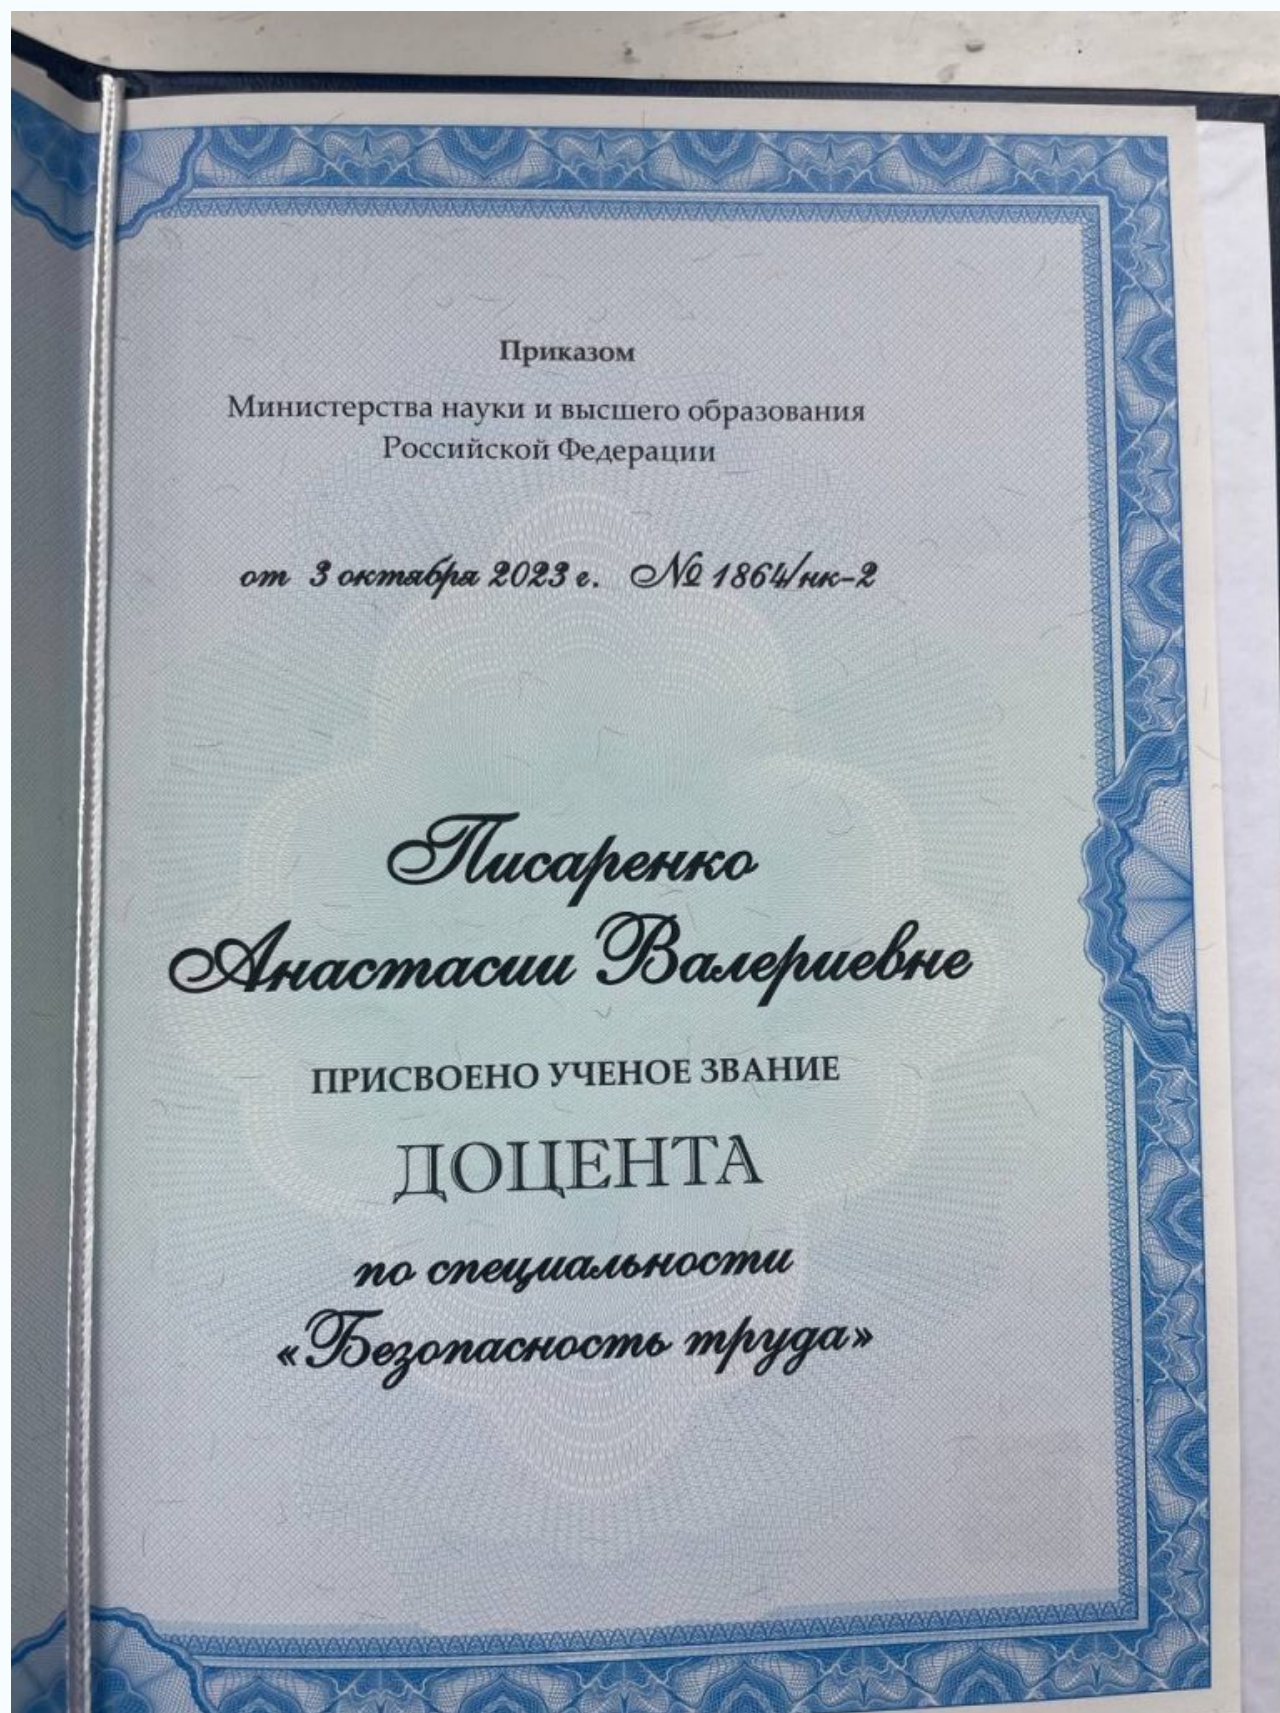 Приказом
Министерства науки и высшего образования
Российской Федерации
от 3 октября 2023 г. № 1864/нк-2
Писаренко
Анастасии Валериевне
ПРИСВОЕНО УЧЕНОЕ ЗВАНИЕ
ДОЦЕНТА
по специальности
«Безопасность труда»